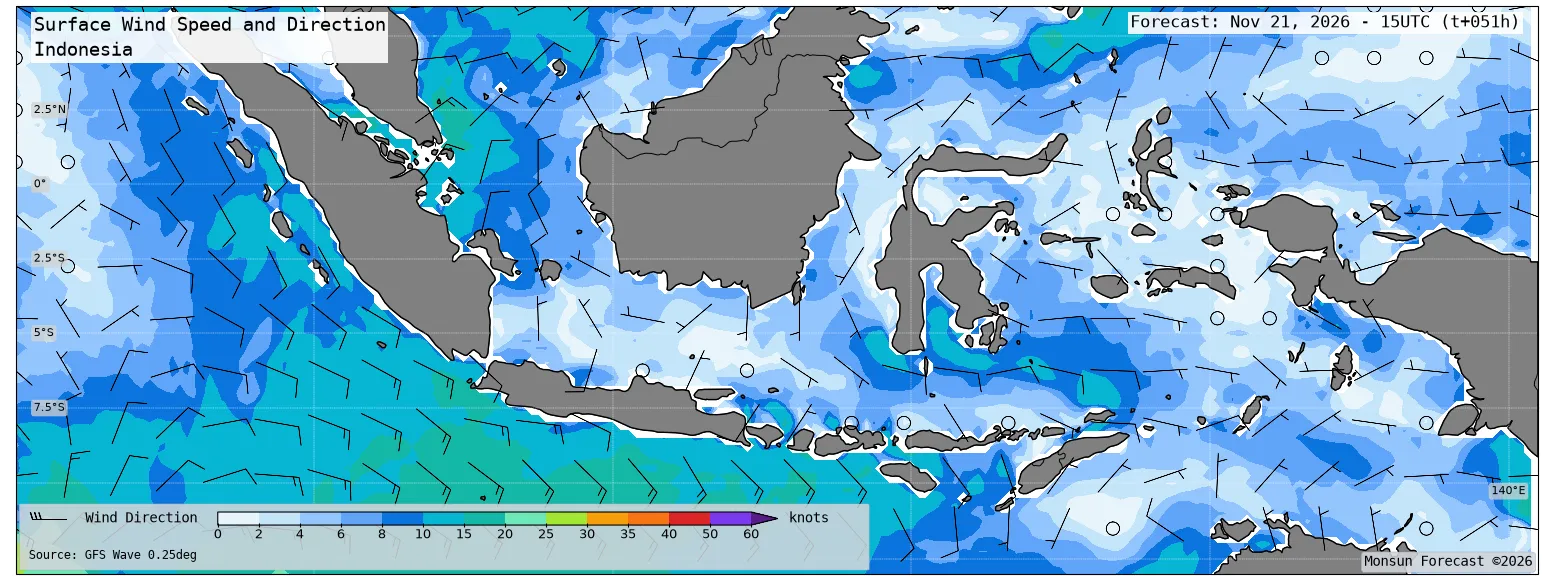 Surface Wind Speed and Direction
Indonesia
Forecast: Nov 21, 2026 - 15UTC (t+051h)
2.5°N
0°
2.5°S
5°S
7.5°S
140°E
Wind Direction
0 2 4 6 8 10 15 20 25 30 35 40 50 60
knots
Source: GFS Wave 0.25deg
Monsun Forecast ©2026